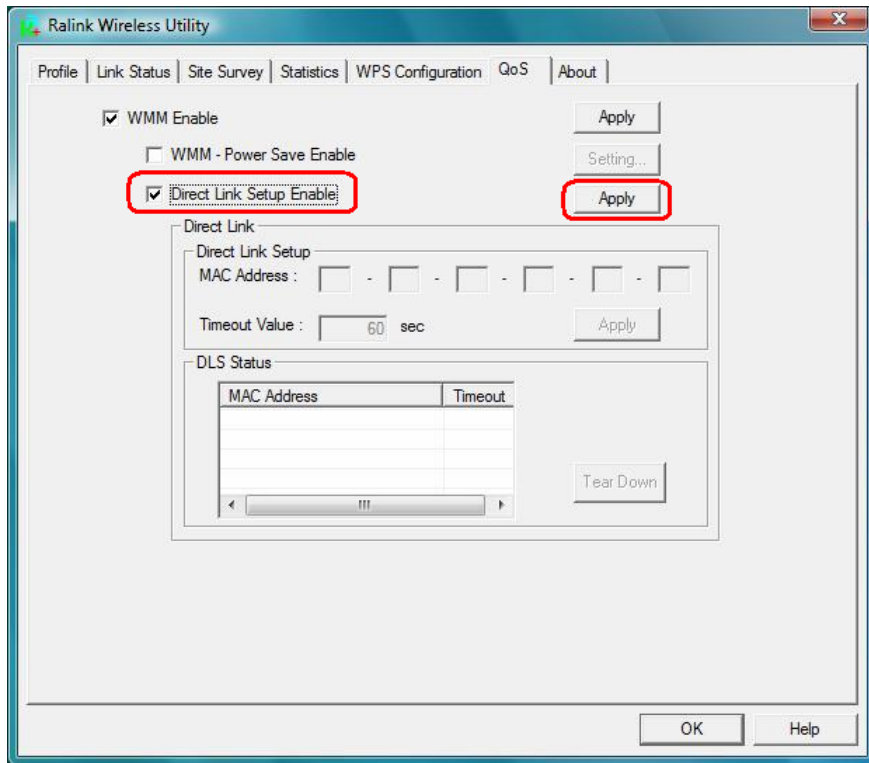 Ralink Wireless Utility
Profile Link Status Site Survey Statistics WPS Configuration QoS About
WMM Enable Apply
WMM - Power Save Enable Setting...
Direct Link Setup Enable Apply
Direct Link
Direct Link Setup
MAC Address : - - - - -
Timeout Value : 60 sec Apply
DLS Status
MAC Address Timeout
Tear Down
OK Help